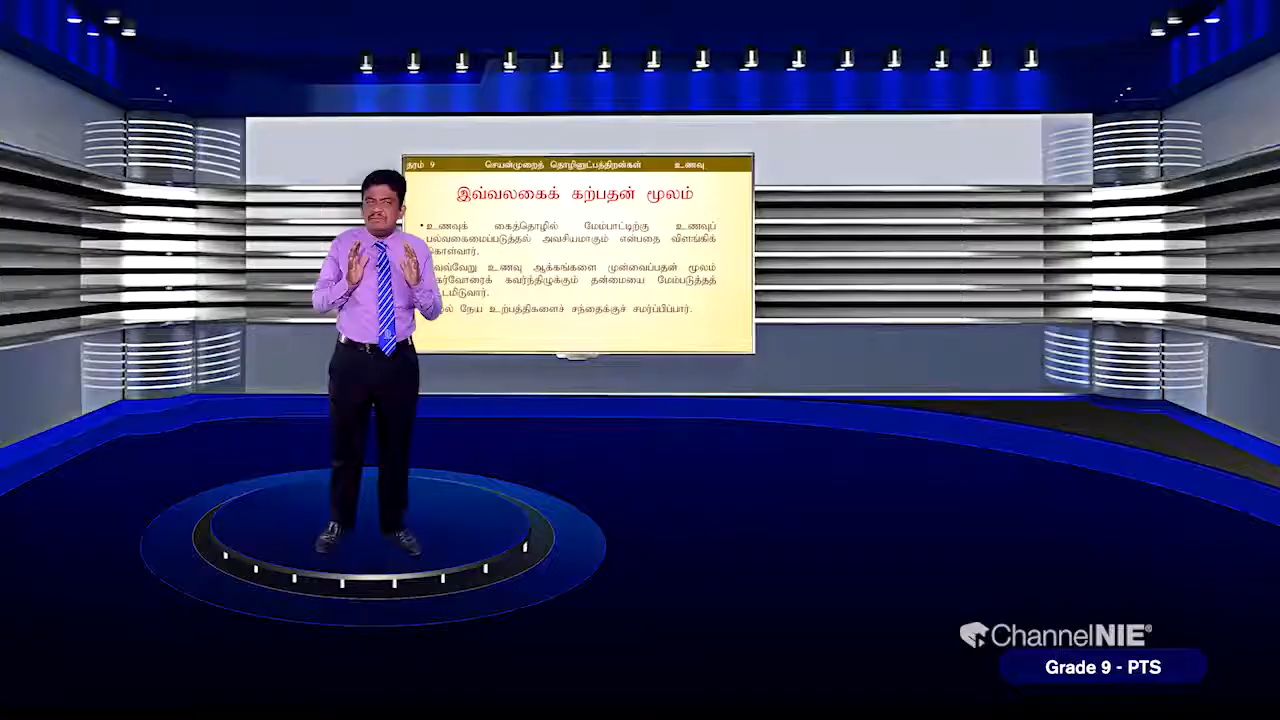 தரம் 9 செயன்முறைத் தொழினுட்பத்திறன்கள் உணவு
இவ்வலகைக் கற்பதன் மூலம்
• உணவுக் கைத்தொழில் மேம்பாட்டிற்கு உணவுப்
பல்வகைமைப்படுத்தல் அவசியமாகும் என்பதை விளங்கிக்
கொள்வார்.
உணவு ஆக்கங்களை முன்வைப்பதன் மூலம்
கவர்ந்திழுக்கும் தன்மையை மேம்படுத்தத்
நேய உற்பத்திகளைச் சந்தைக்குச் சமர்ப்பிப்பார்.
ChannelNIE®
Grade 9 - PTS